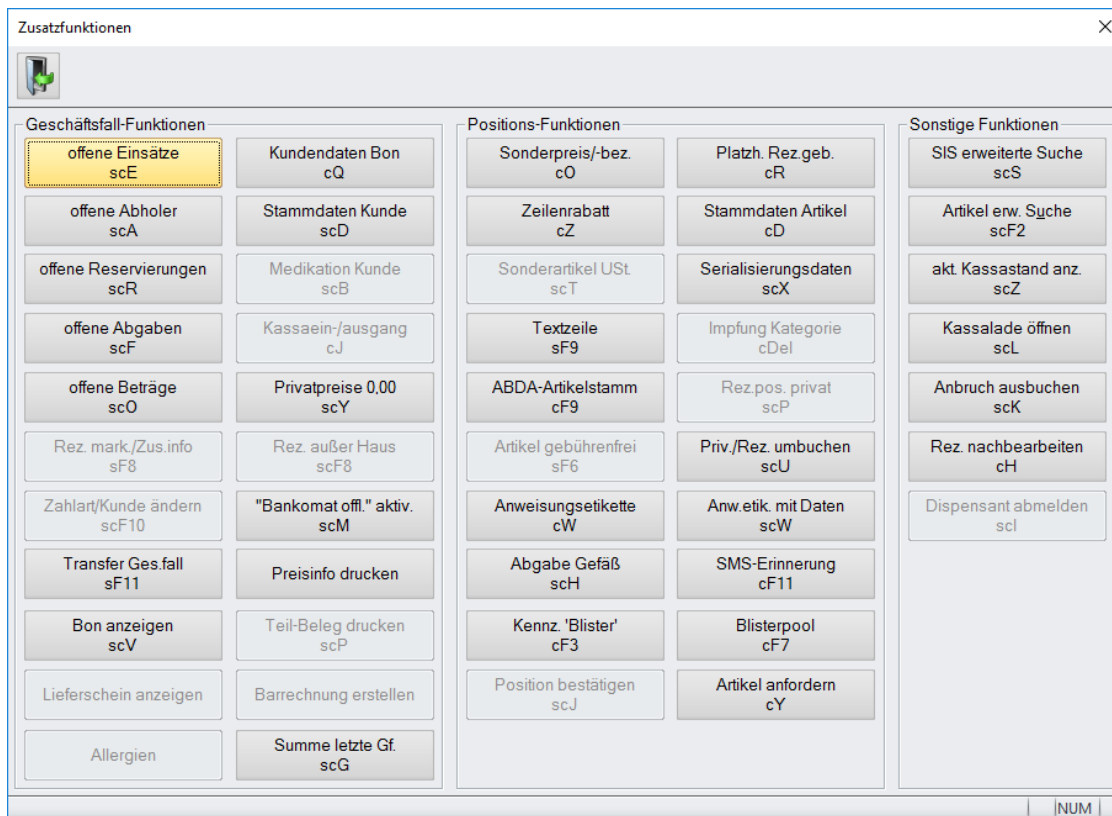 Zusatzfunktionen
Geschäftsfall-Funktionen
offene Einsätze
scE
Kundendaten Bon
cQ
offene Abholer
scA
Stammdaten Kunde
scD
offene Reservierungen
scR
Medikation Kunde
scB
offene Abgaben
scF
Kassaein-/ausgang
cJ
offene Beträge
scO
Privatpreise 0,00
scY
Rez. mark./Zus.info
sF8
Rez. außer Haus
scF8
Zahlart/Kunde ändern
scF10
"Bankomat offl." aktiv.
scM
Transfer Ges.fall
sF11
Preisinfo drucken
Bon anzeigen
scV
Teil-Beleg drucken
scP
Lieferschein anzeigen
Barrechnung erstellen
Allergien
Summe letzte Gf.
scG
Positions-Funktionen
Sonderpreis/-bez.
cO
Platzh. Rez.geb.
cR
Zeilenrabatt
cZ
Stammdaten Artikel
cD
Sonderartikel USt.
scT
Serialisierungsdaten
scX
Textzeile
sF9
Impfung Kategorie
cDel
ABDA-Artikelstamm
cF9
Rez.pos. privat
scP
Artikel gebührenfrei
sF6
Priv./Rez. umbuchen
scU
Anweisungsetikette
cW
Anw.etik. mit Daten
scW
Abgabe Gefäß
scH
SMS-Erinnerung
cF11
Kennz. 'Blister'
cF3
Blisterpool
cF7
Position bestätigen
scJ
Artikel anfordern
cY
Sonstige Funktionen
SIS erweiterte Suche
scS
Artikel erw. Suche
scF2
akt. Kassastand anz.
scZ
Kassalade öffnen
scL
Anbruch ausbuchen
scK
Rez. nachbearbeiten
cH
Dispensant abmelden
scI
NUM